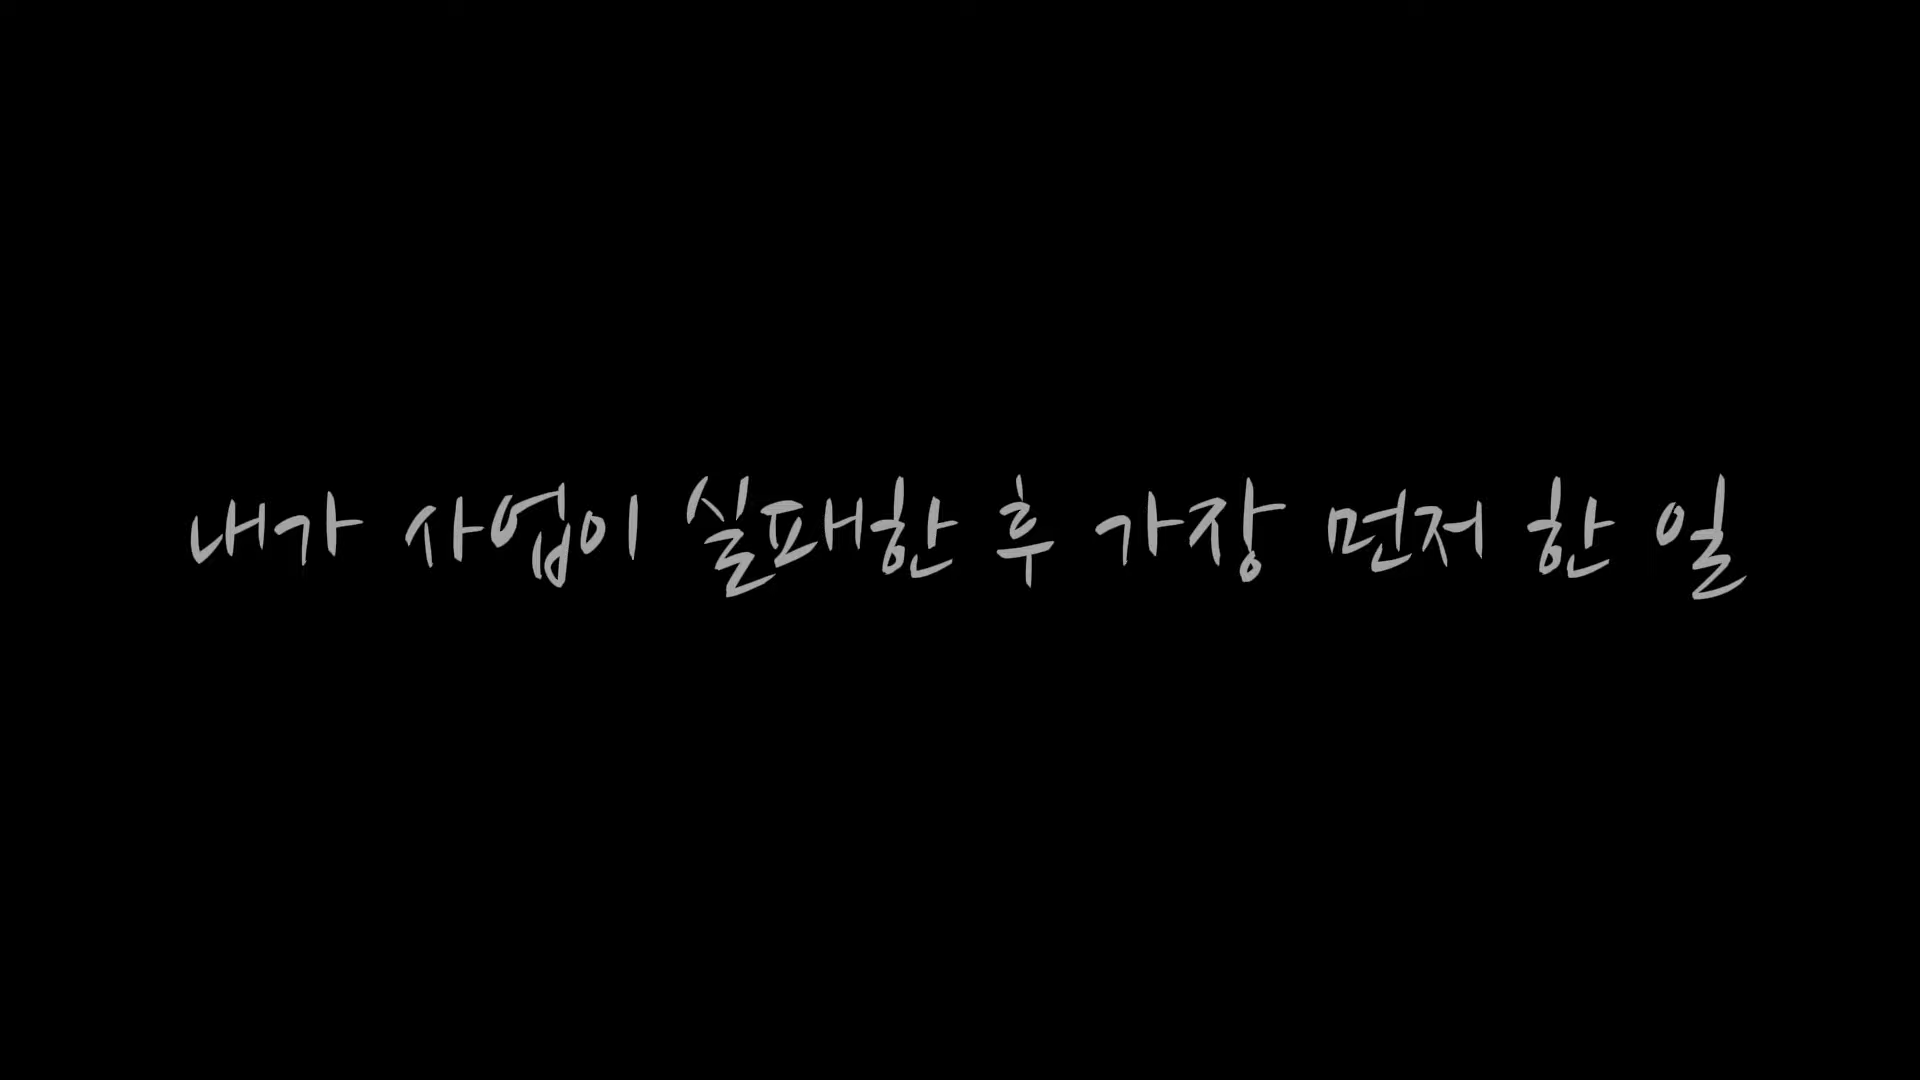 내가 사업이 실패한 후 가장 먼저 한 일